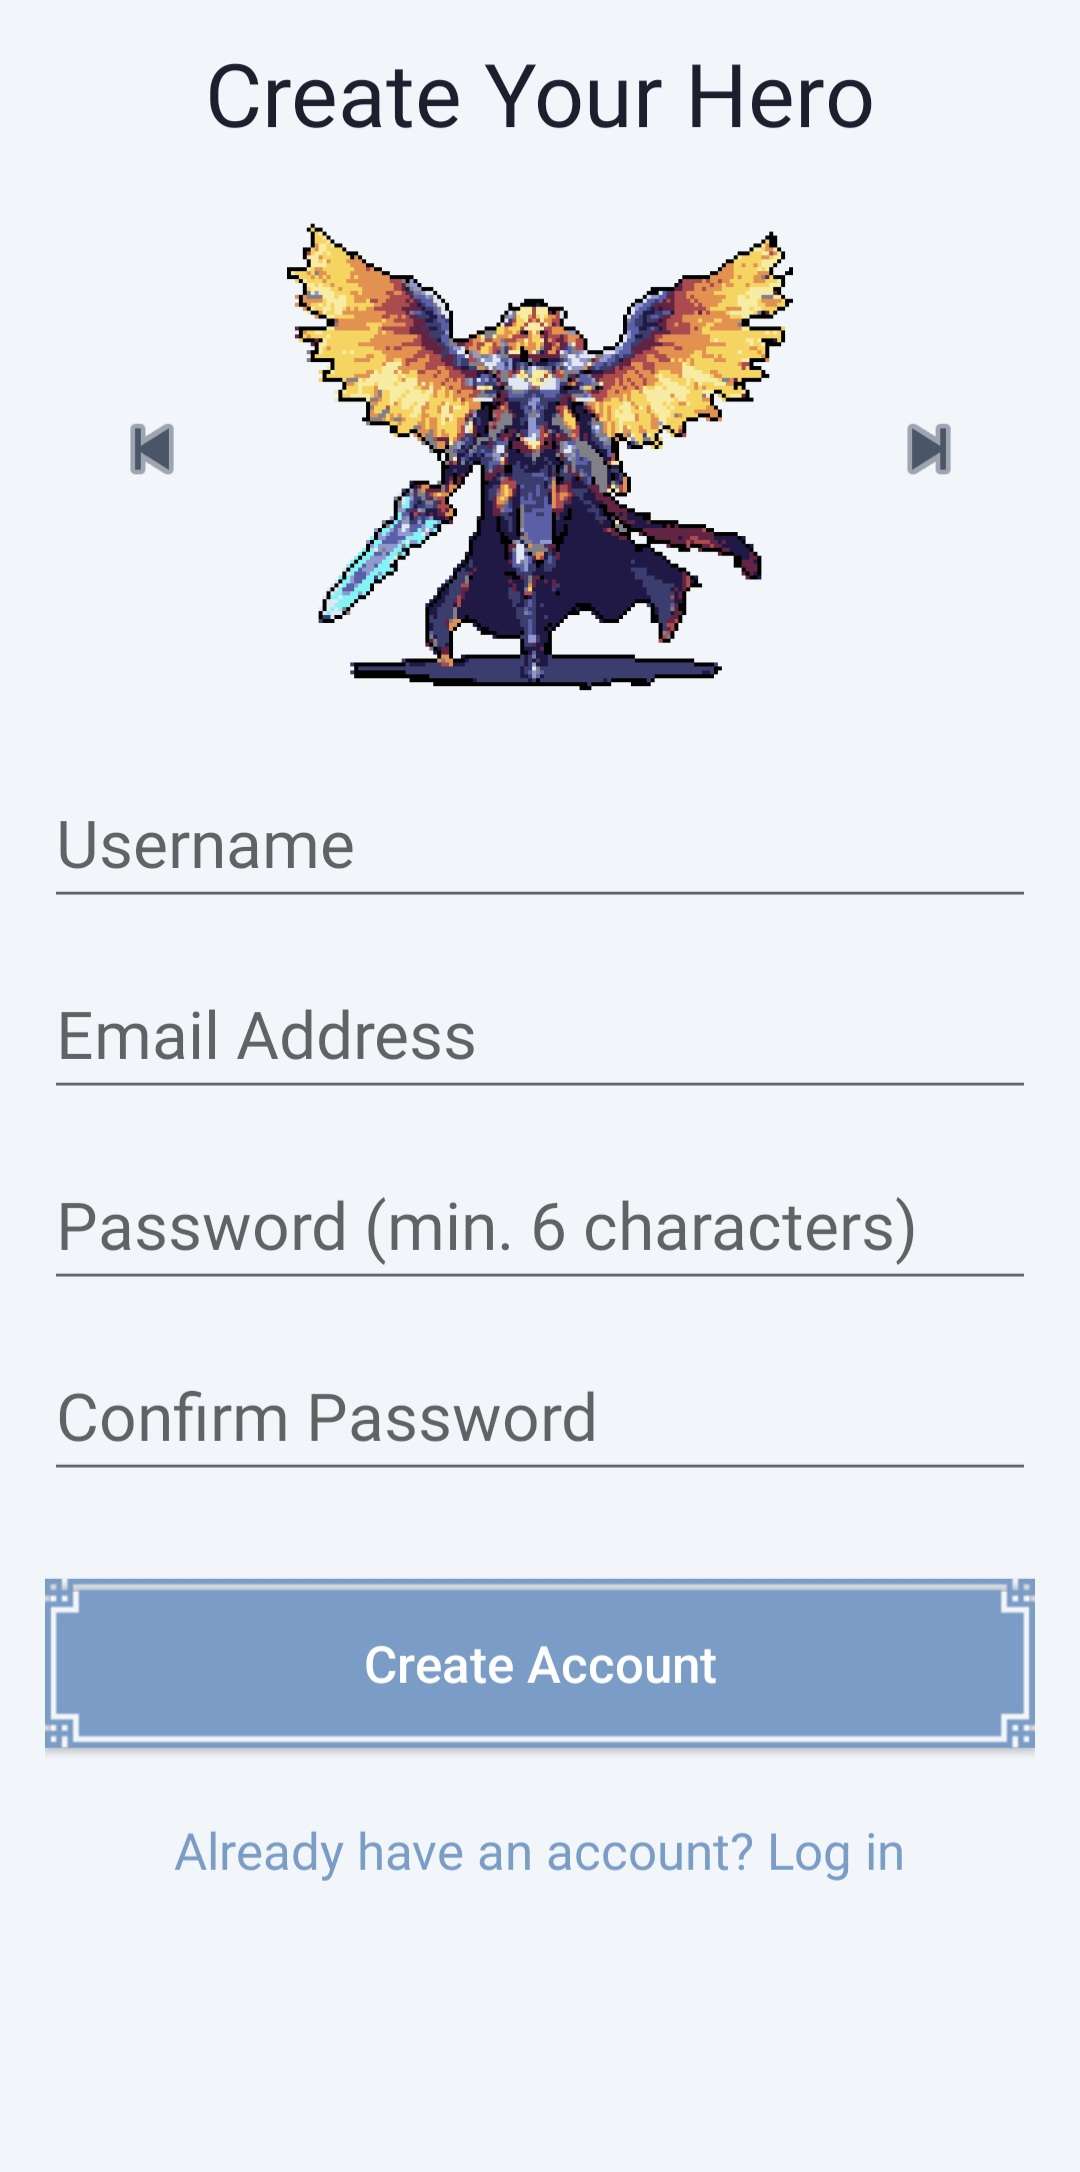 Create Your Hero
Username
Email Address
Password (min. 6 characters)
Confirm Password
Create Account
Already have an account? Log in